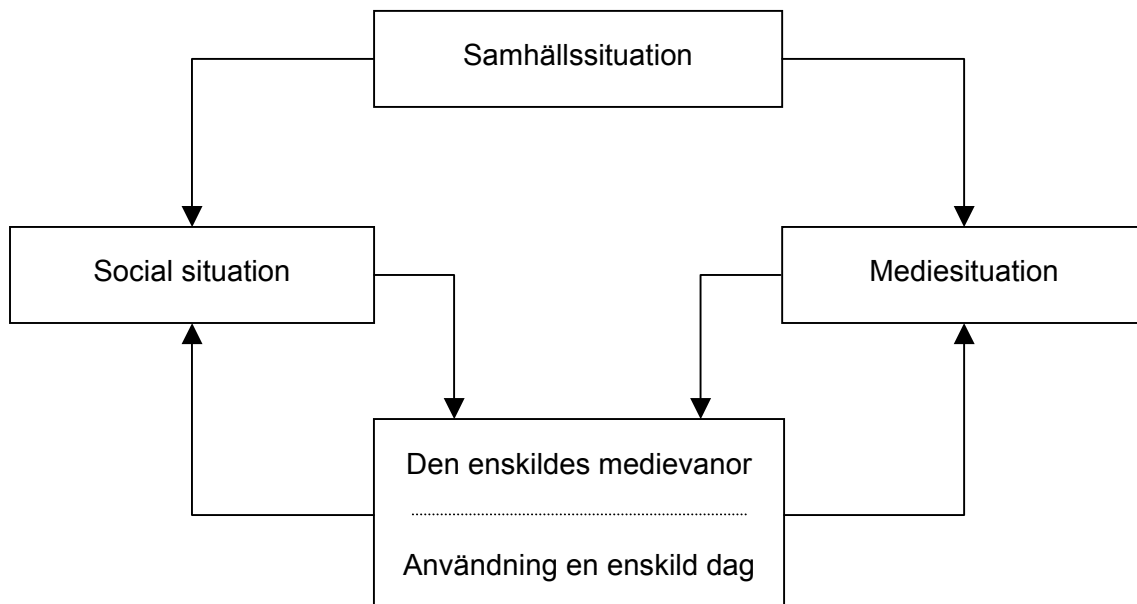 Samhällssituation
Social situation
Mediesituation
Den enskildes medievanor
Användning en enskild dag